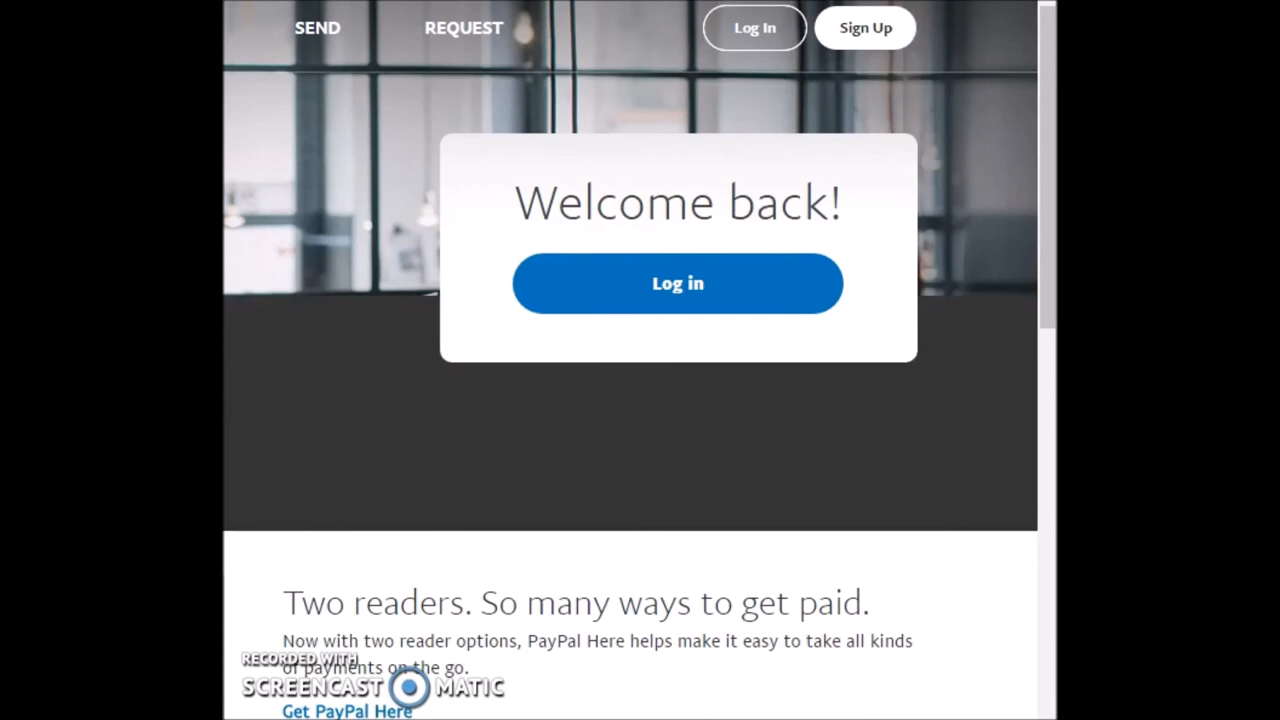 SEND
REQUEST
Log In
Sign Up
Welcome back!
Log in
Two readers. So many ways to get paid.
Now with two reader options, PayPal Here helps make it easy to take all kinds
of payments on the go.
RECORDED WITH
SCREENCAST MATIC
Get PayPal Here